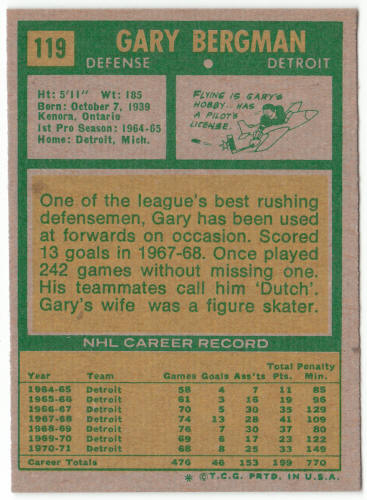 119
GARY BERGMAN
DEFENSE • DETROIT
Ht: 5'11" Wt: 185
Born: October 7, 1939
Kenora, Ontario
1st Pro Season: 1964-65
Home: Detroit, Mich.
FLYING IS GARY'S
HOBBY.. HAS
A PILOT'S
LICENSE.
One of the league's best rushing
defensemen, Gary has been used
at forwards on occasion. Scored
13 goals in 1967-68. Once played
242 games without missing one.
His teammates call him 'Dutch'.
Gary's wife was a figure skater.
NHL CAREER RECORD
Total Penalty
Year Team Games Goals Ass'ts Pts Min
1964-65 Detroit 58 4 7 11 85
1965-66 Detroit 61 3 16 19 96
1966-67 Detroit 70 5 30 35 129
1967-68 Detroit 74 13 28 41 109
1968-69 Detroit 76 7 30 37 80
1969-70 Detroit 69 6 17 23 122
1970-71 Detroit 68 8 25 33 149
Career Totals 476 46 153 199 770
* © T.C.G. PRTD. IN U.S.A.